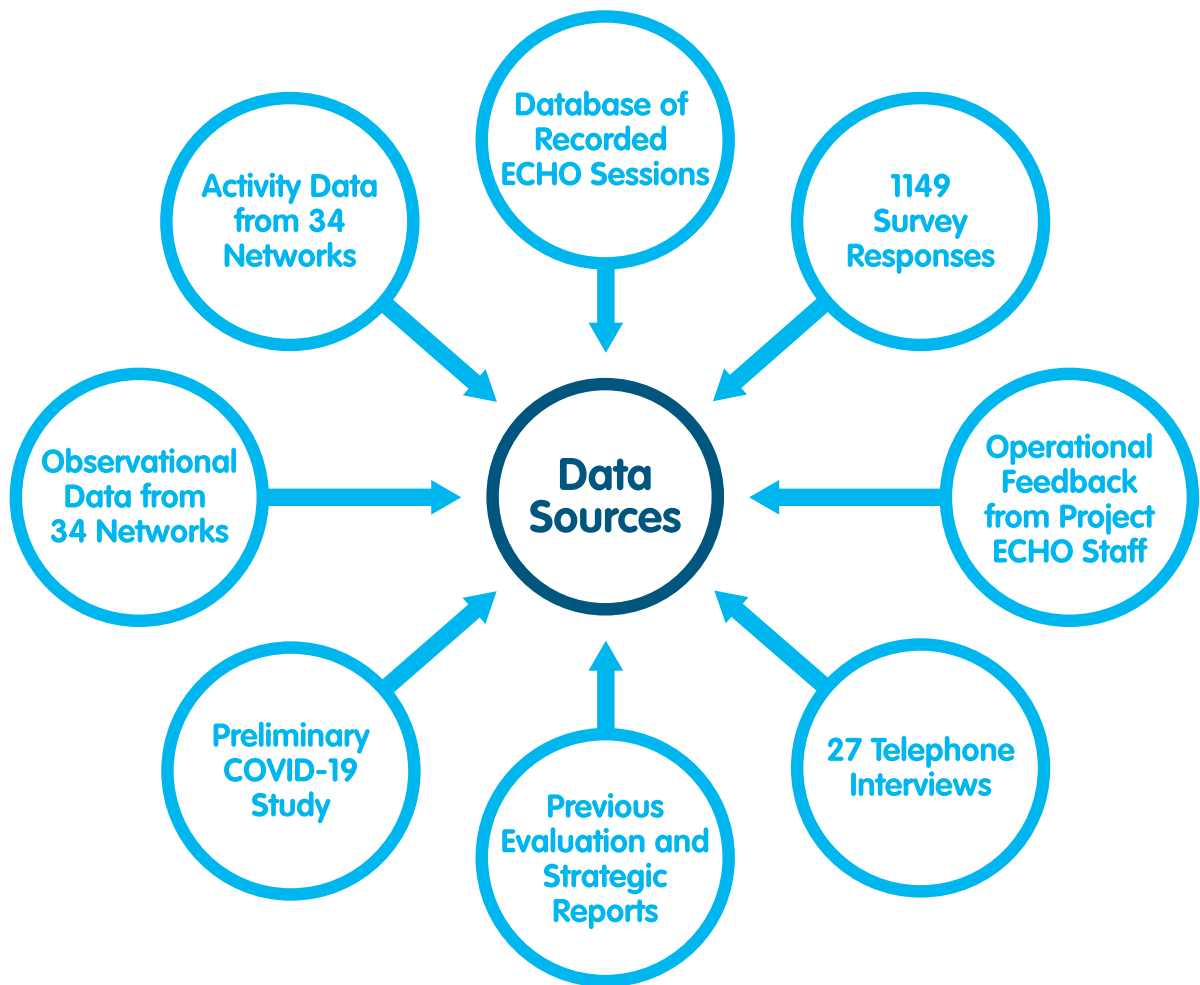 Database of
Recorded
ECHO Sessions
Activity Data
from 34
Networks
1149
Survey
Responses
Observational
Data from
34 Networks
Data
Sources
Operational
Feedback
from Project
ECHO Staff
Preliminary
COVID-19
Study
27 Telephone
Interviews
Previous
Evaluation and
Strategic
Reports